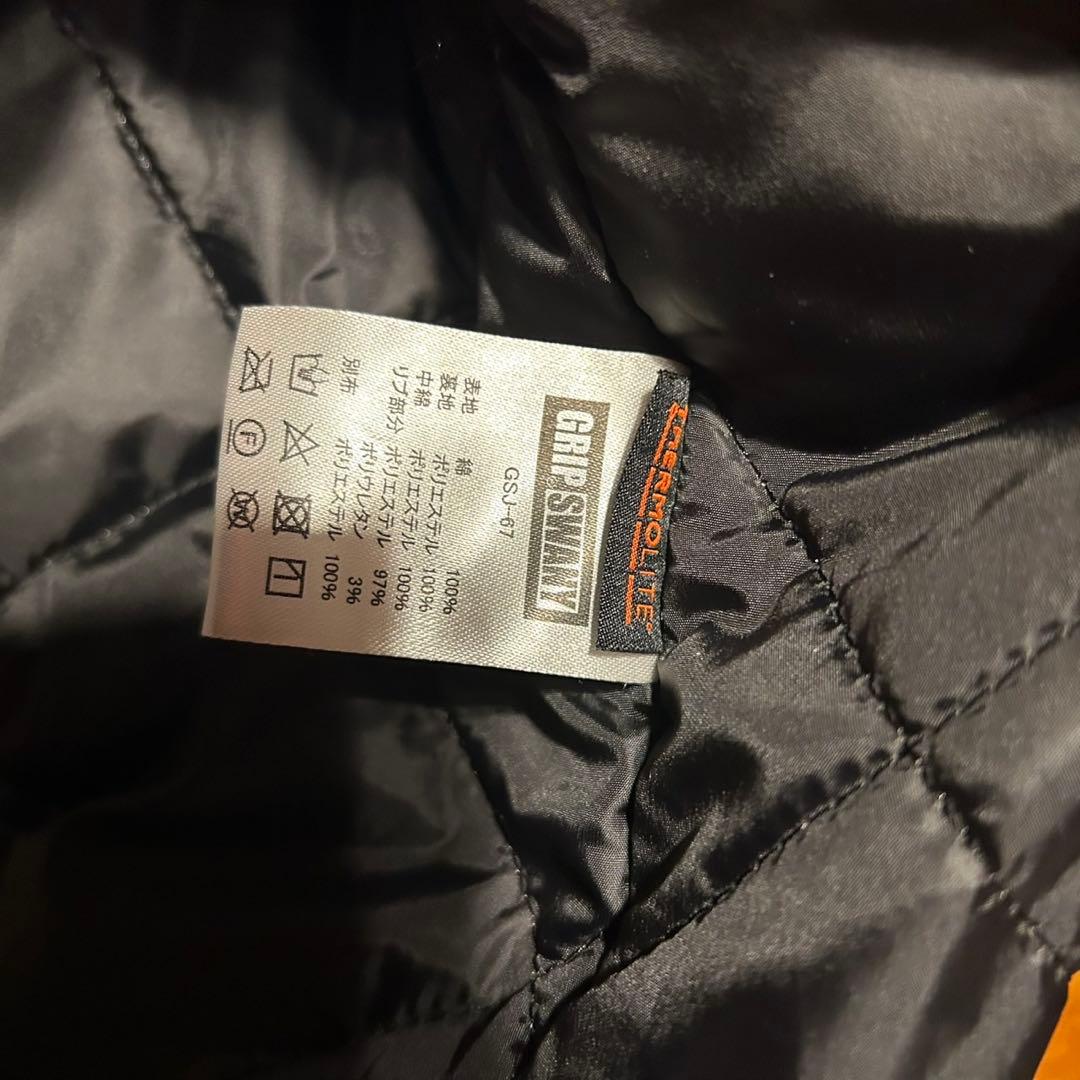 THERMOLITE®
GRIP SWANY
GSJ-67
表地 綿 100%
裏地 ポリエステル 100%
中綿 ポリエステル 100%
リブ部分 ポリエステル 97%
ポリウレタン 3%
別布 ポリエステル 100%
F
W